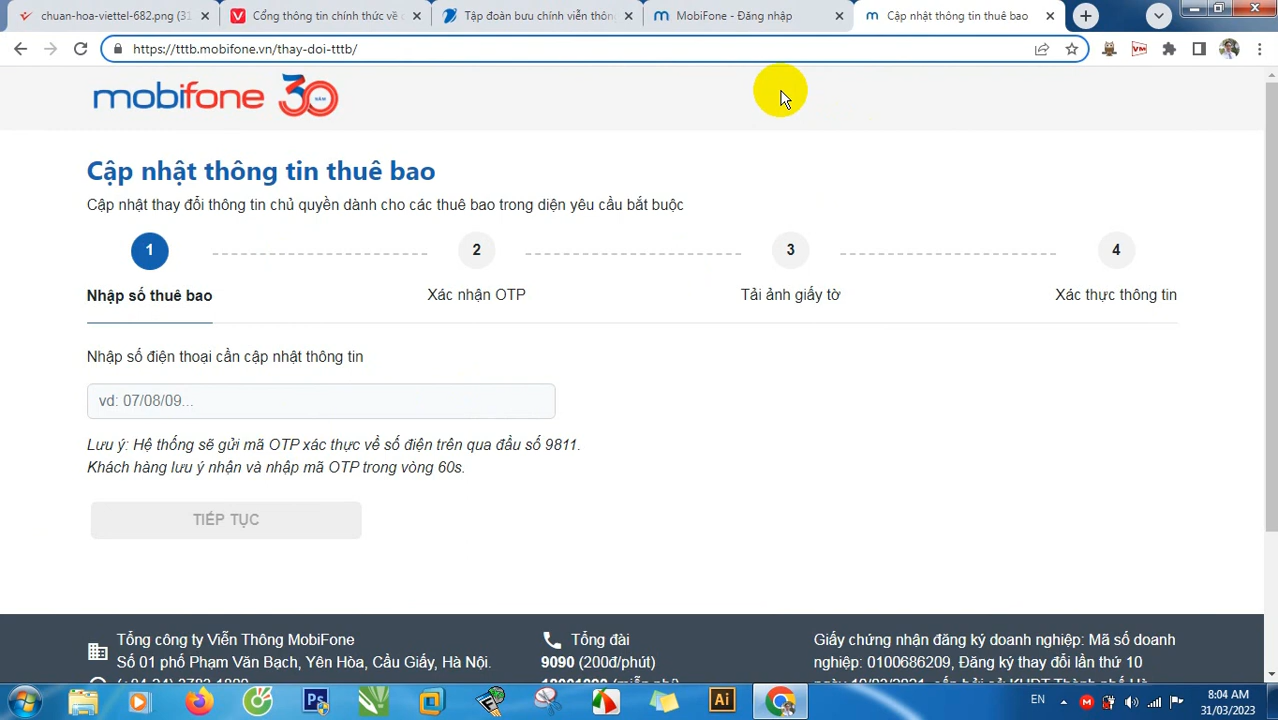 chuan-hoa-viettel-682.png (31
Cổng thông tin chính thức về c
Tập đoàn bưu chính viễn thôn
MobiFone - Đăng nhập
Cập nhật thông tin thuê bao
https://tttb.mobifone.vn/thay-doi-tttb/
VM
mobifone 30 NĂM
Cập nhật thông tin thuê bao
Cập nhật thay đổi thông tin chủ quyền dành cho các thuê bao trong diện yêu cầu bắt buộc
1
2
3
4
Nhập số thuê bao
Xác nhận OTP
Tải ảnh giấy tờ
Xác thực thông tin
Nhập số điện thoại cần cập nhật thông tin
vd: 07/08/09...
Lưu ý: Hệ thống sẽ gửi mã OTP xác thực về số điện trên qua đầu số 9811.
Khách hàng lưu ý nhận và nhập mã OTP trong vòng 60s.
TIẾP TỤC
Tổng công ty Viễn Thông MobiFone
Số 01 phố Phạm Văn Bạch, Yên Hòa, Cầu Giấy, Hà Nội.
Tổng đài
9090 (200đ/phút)
Giấy chứng nhận đăng ký doanh nghiệp: Mã số doanh
nghiệp: 0100686209, Đăng ký thay đổi lần thứ 10
Ps
Ai
EN
8:04 AM
31/03/2023